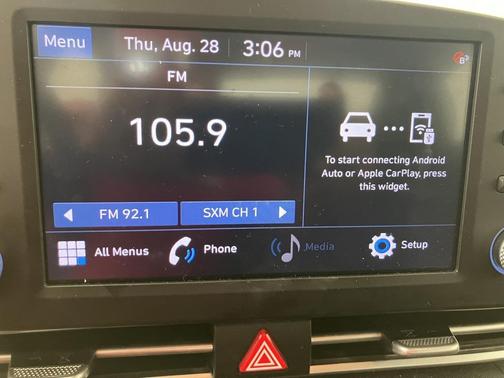 Menu
Thu, Aug. 28
3:06 PM
FM
105.9
FM 92.1
SXM CH 1
To start connecting Android
Auto or Apple CarPlay, press
this widget.
All Menus
Phone
Media
Setup